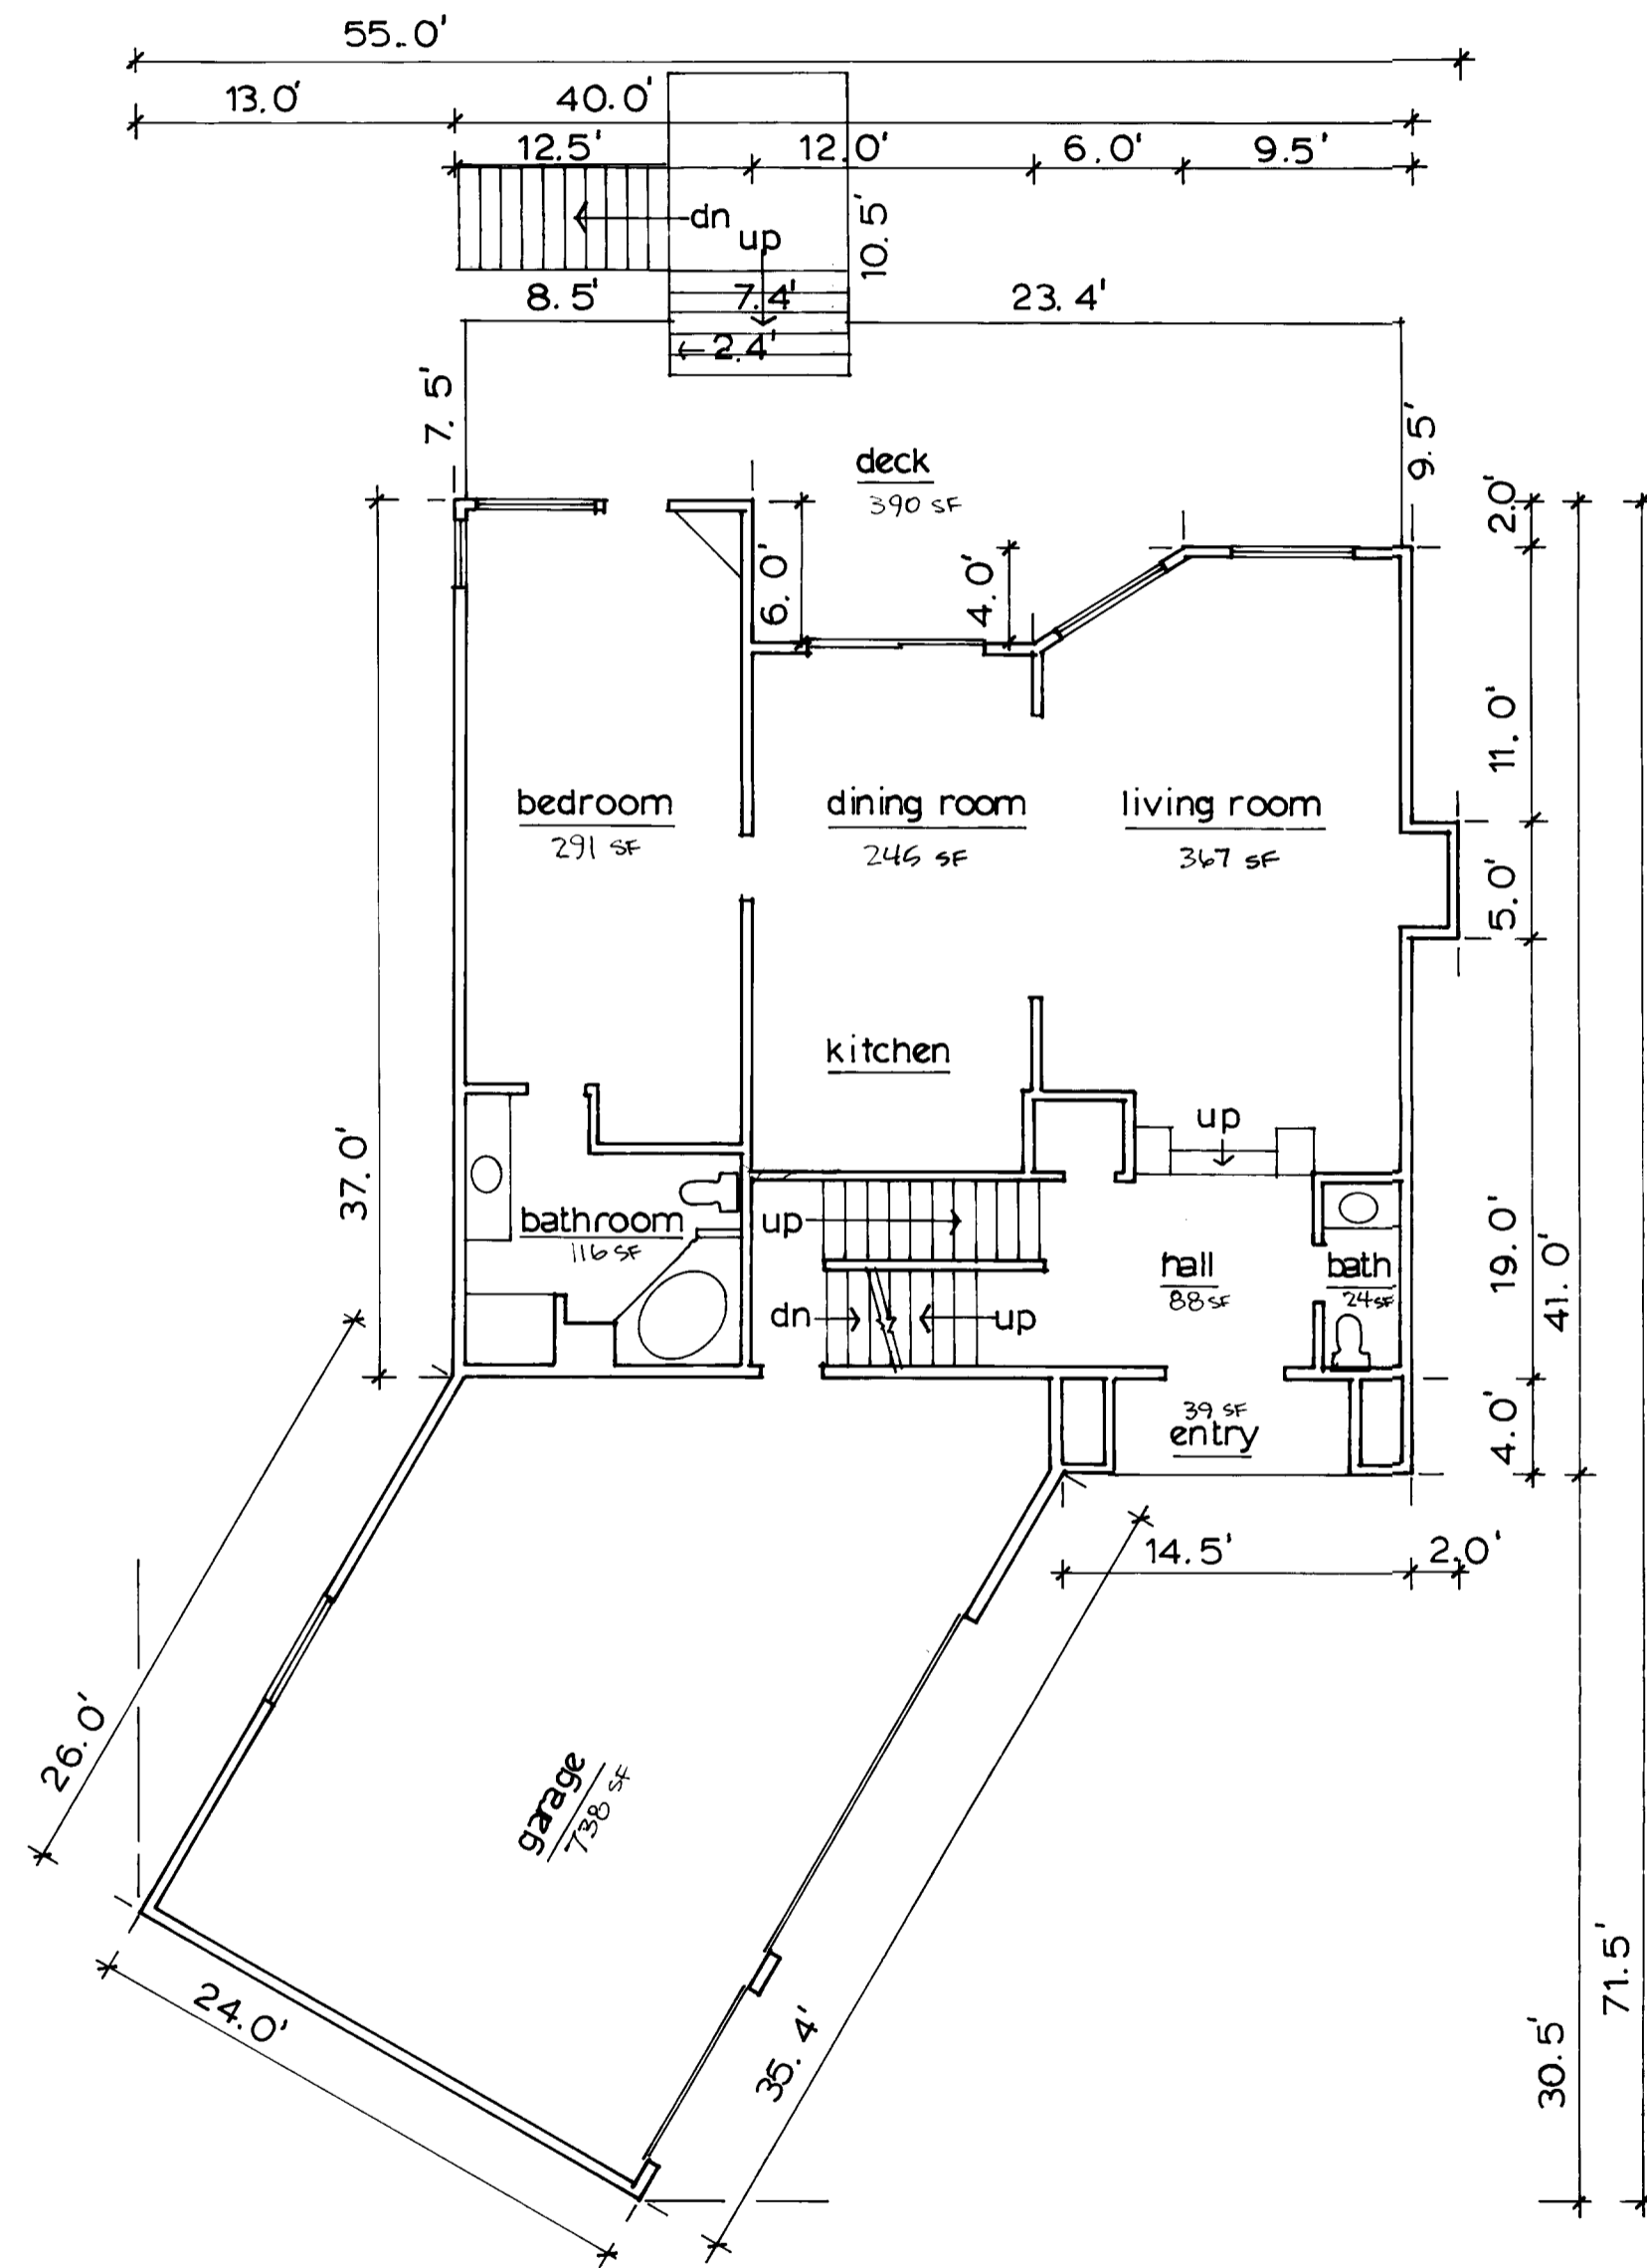 55.0'
13.0'
40.0'
12.5'
12.0'
6.0'
9.5'
dn
up
10.5'
8.5'
7.4'
23.4'
←2.4'
7.5'
9.5'
deck
390 SF
2.0'
6.0'
4.0'
11.0'
bedroom
291 SF
dining room
245 SF
living room
367 SF
5.0'
kitchen
up
37.0'
bathroom
116 SF
up
hall
88 SF
bath
24 SF
19.0'
41.0'
dn
up
39 SF
entry
4.0'
14.5'
2.0'
26.0'
garage
738 SF
24.0'
35.4'
30.5'
71.5'